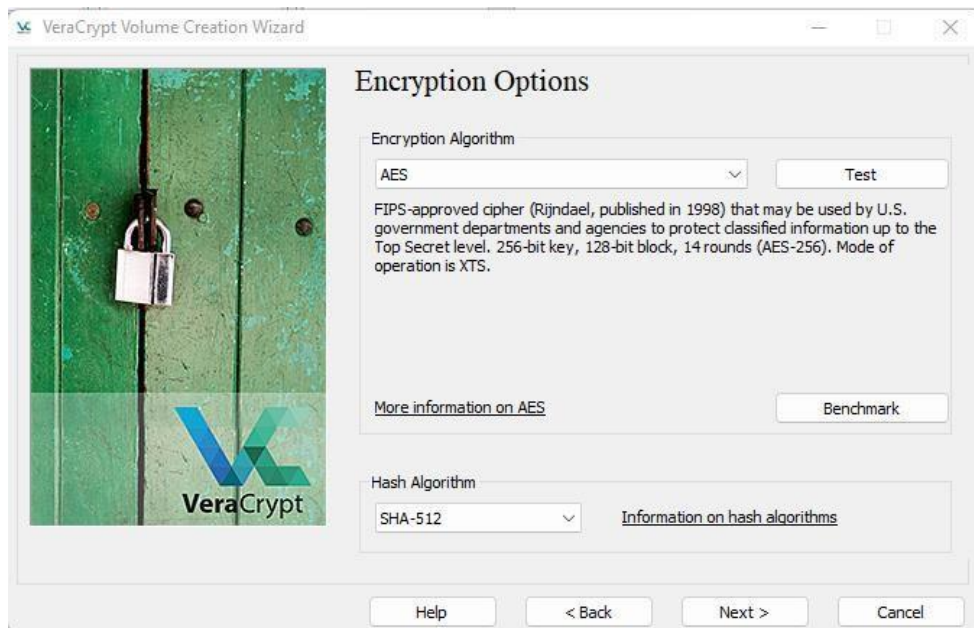 VeraCrypt Volume Creation Wizard
Encryption Options
Encryption Algorithm
AES
Test
FIPS-approved cipher (Rijndael, published in 1998) that may be used by U.S.
government departments and agencies to protect classified information up to the
Top Secret level. 256-bit key, 128-bit block, 14 rounds (AES-256). Mode of
operation is XTS.
More information on AES
Benchmark
VeraCrypt
Hash Algorithm
SHA-512
Information on hash algorithms
Help
< Back
Next >
Cancel